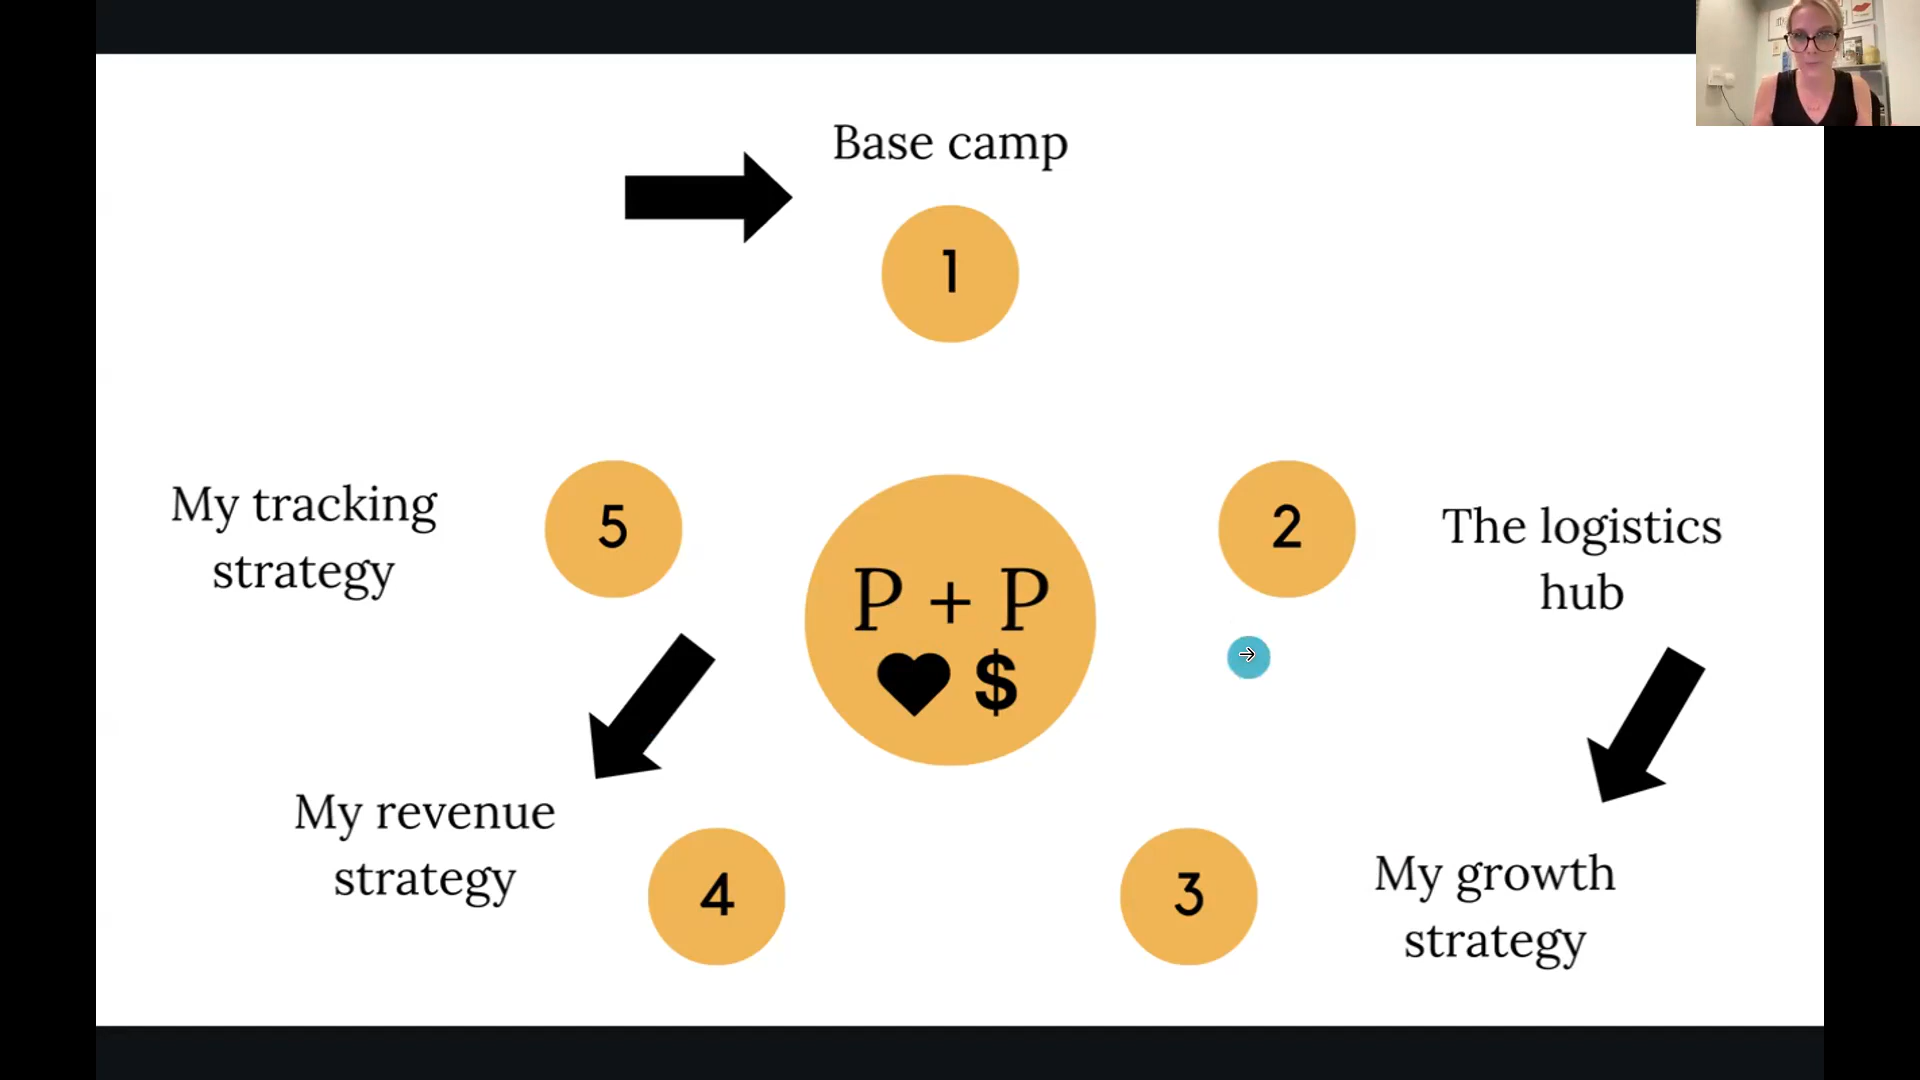 Base camp
1
2
The logistics
hub
3
My growth
strategy
4
My revenue
strategy
5
My tracking
strategy
P + P
$